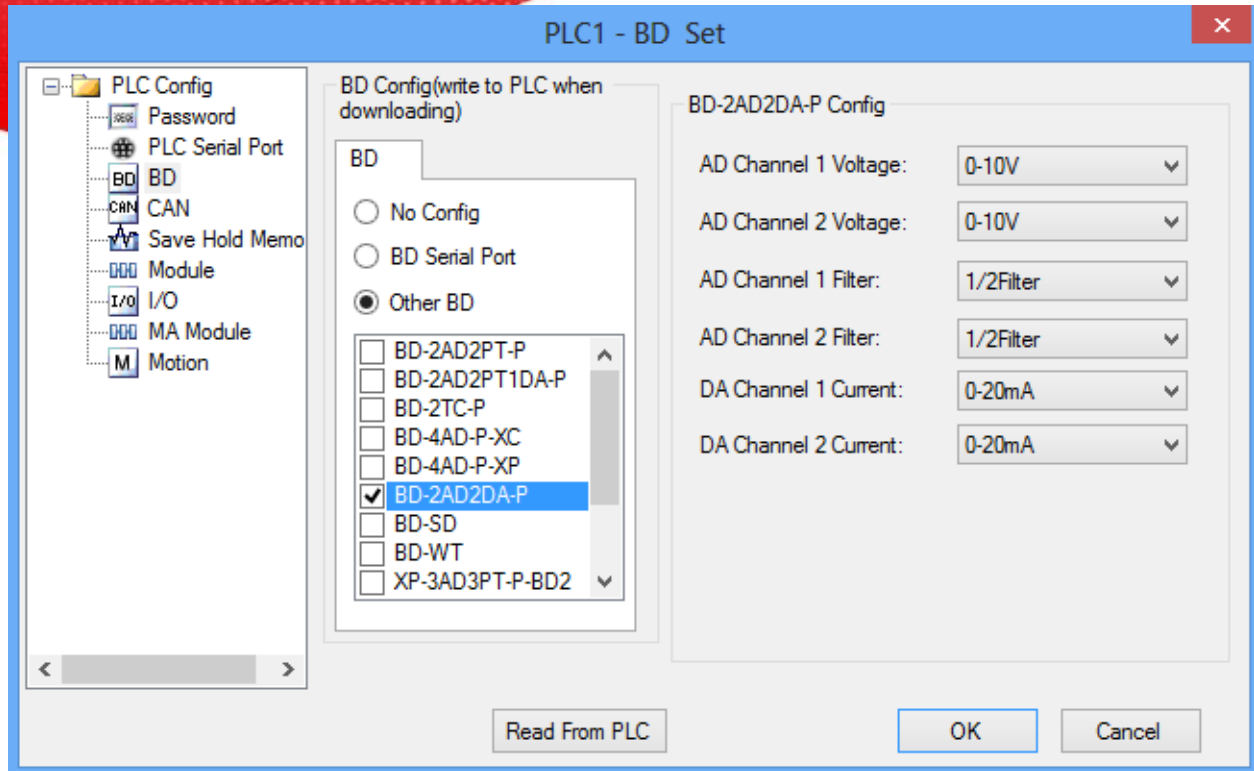 PLC1 - BD Set
PLC Config
Password
PLC Serial Port
BD BD
CAN CAN
Save Hold Memo
Module
I/O I/O
MA Module
M Motion
BD Config(write to PLC when
downloading)
BD
No Config
BD Serial Port
Other BD
BD-2AD2PT-P
BD-2AD2PT1DA-P
BD-2TC-P
BD-4AD-P-XC
BD-4AD-P-XP
BD-2AD2DA-P
BD-SD
BD-WT
XP-3AD3PT-P-BD2
BD-2AD2DA-P Config
AD Channel 1 Voltage: 0-10V
AD Channel 2 Voltage: 0-10V
AD Channel 1 Filter: 1/2Filter
AD Channel 2 Filter: 1/2Filter
DA Channel 1 Current: 0-20mA
DA Channel 2 Current: 0-20mA
Read From PLC OK Cancel